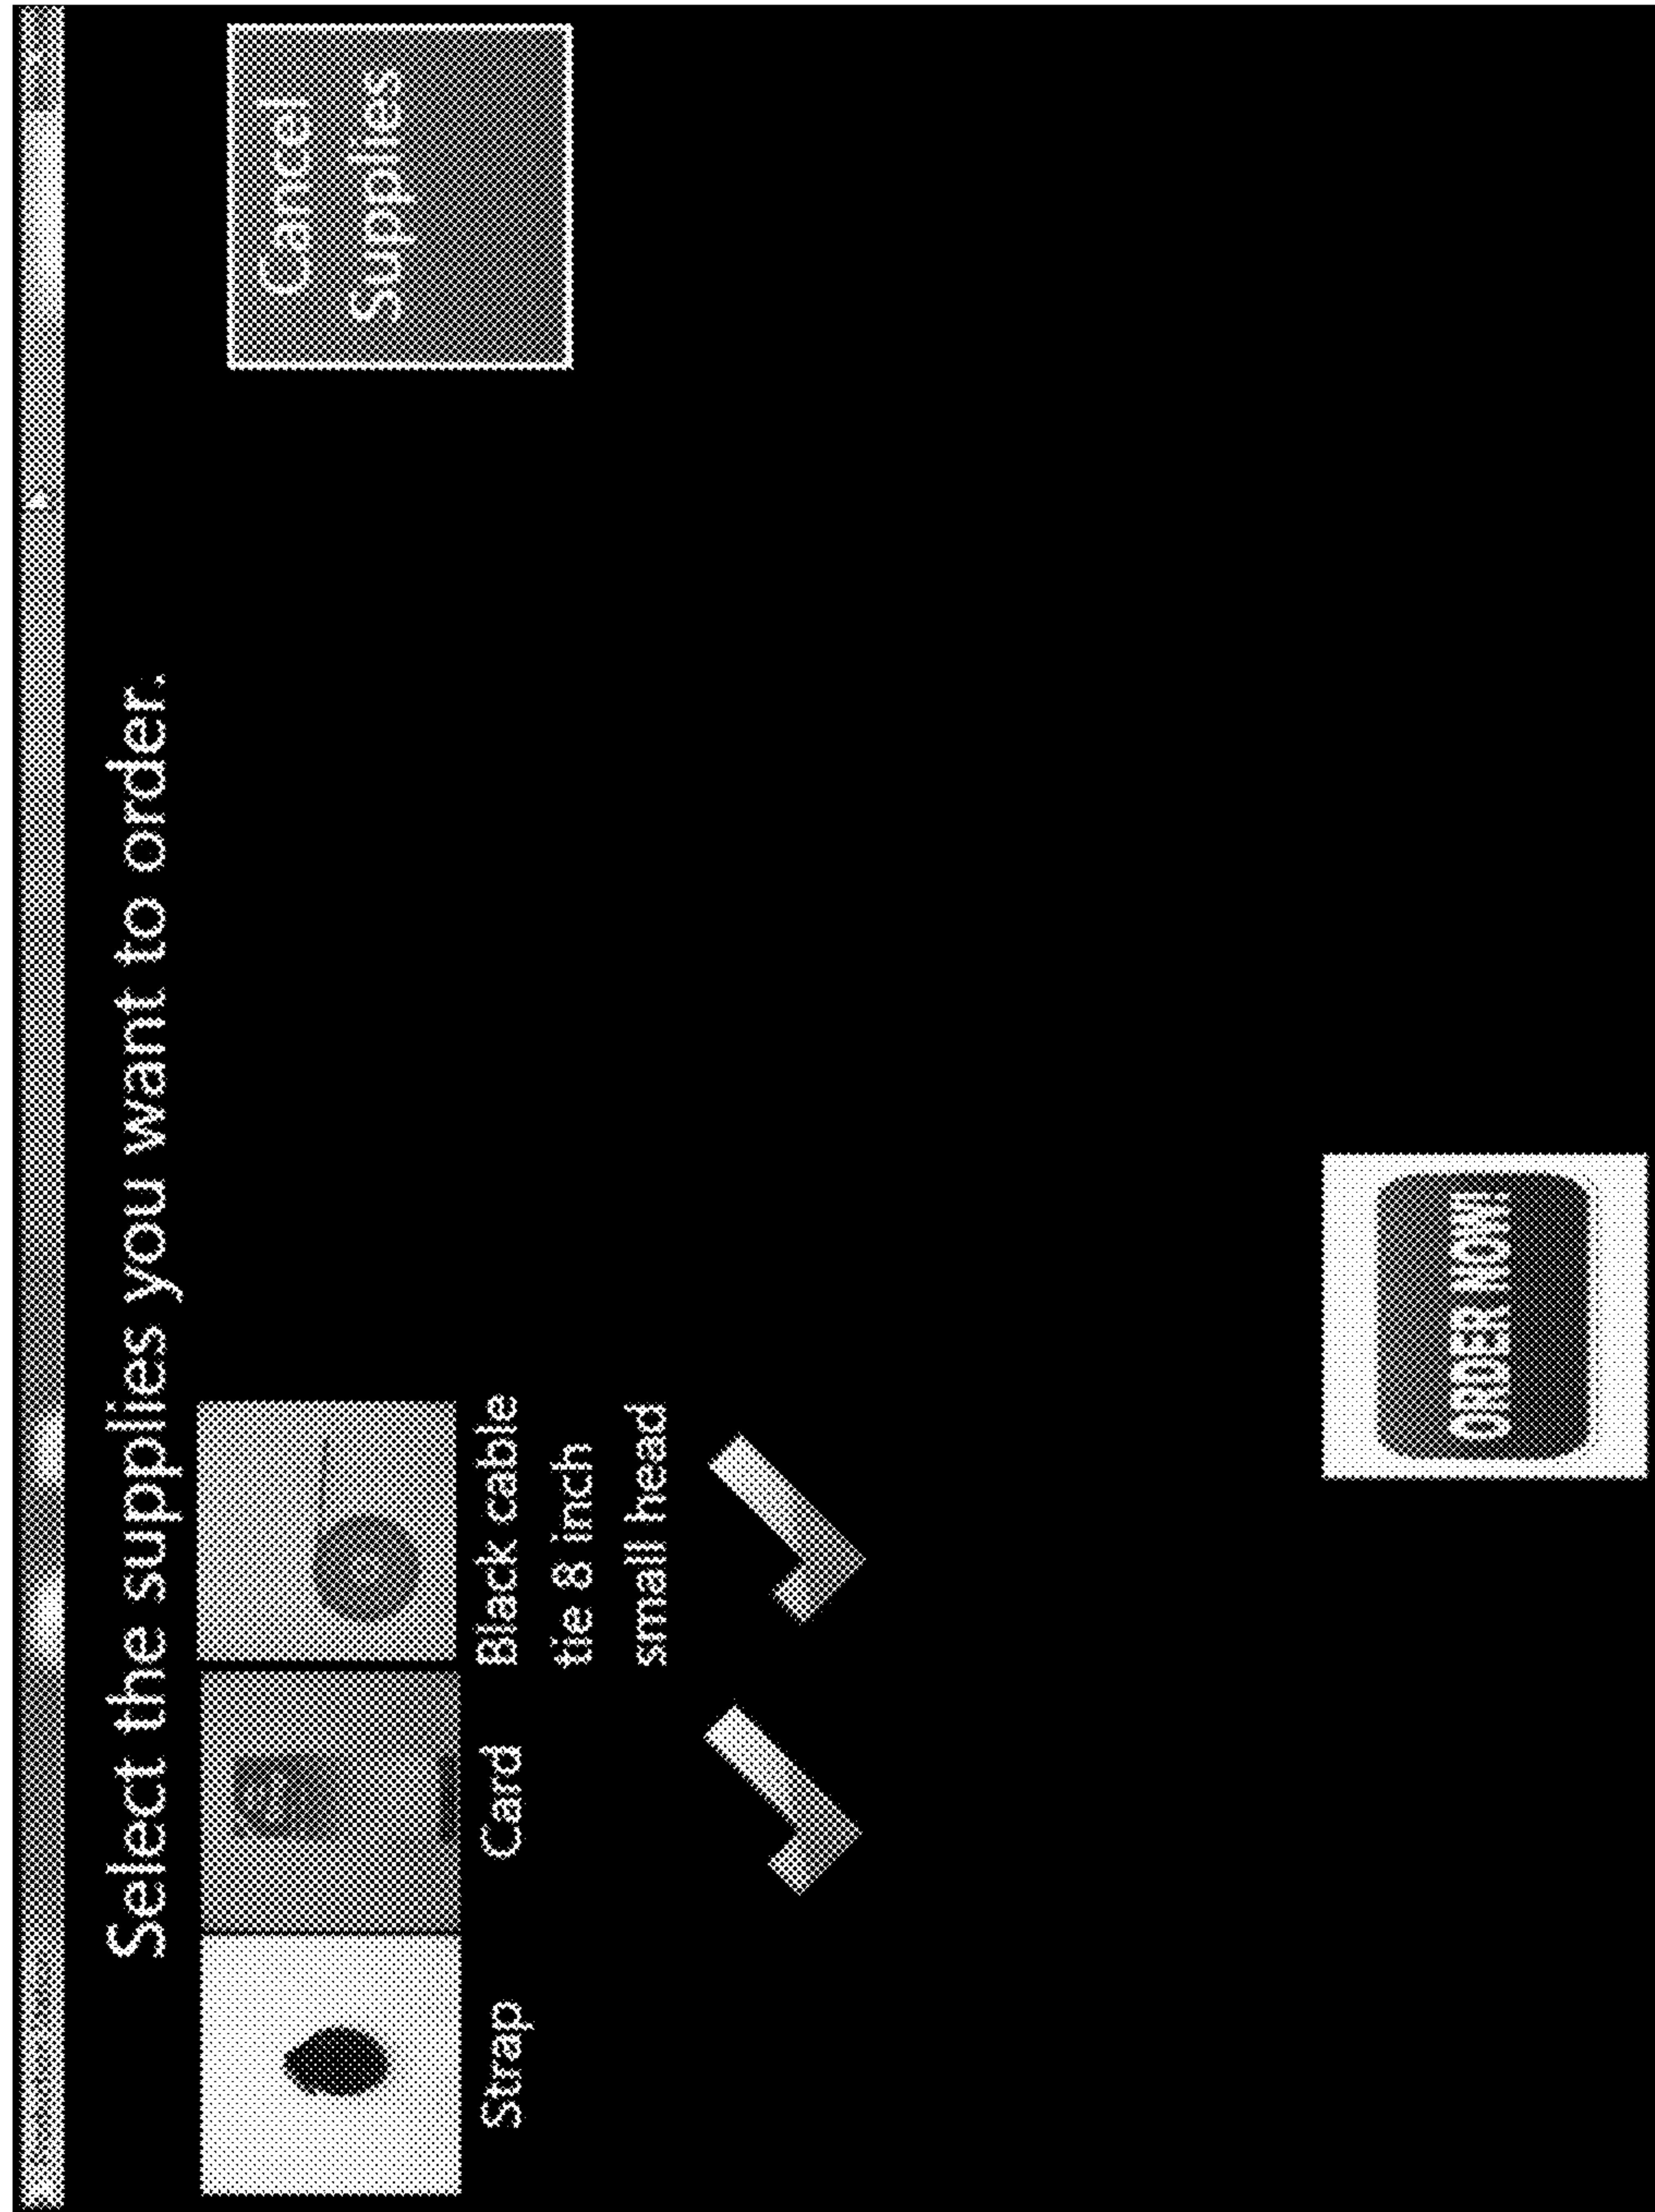 Select the supplies you want to order.
Cancel
Supplies
Strap
Card
Black cable
tie 8 inch
small head
ORDER NOW!